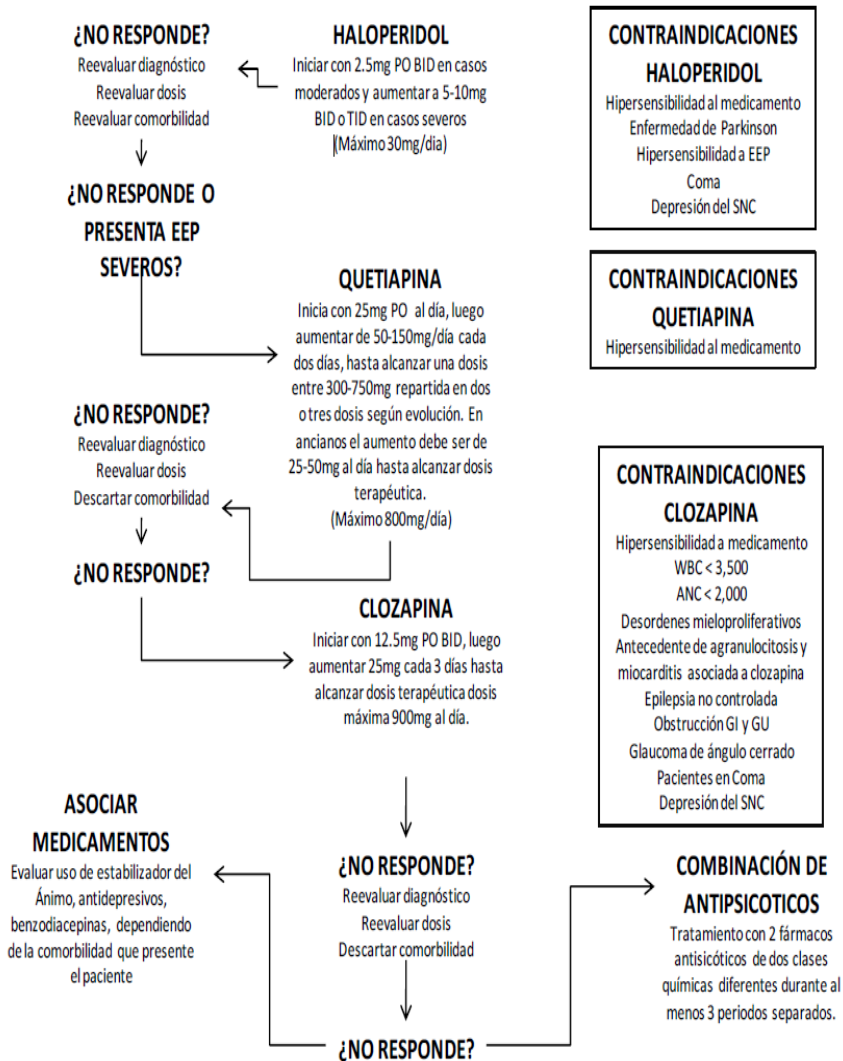 ¿NO RESPONDE?
Reevaluar diagnóstico
Reevaluar dosis
Reevaluar comorbilidad
HALOPERIDOL
Iniciar con 2.5mg PO BID en casos
moderados y aumentar a 5-10mg
BID o TID en casos severos
(Máximo 30mg/dia)
CONTRAINDICACIONES
HALOPERIDOL
Hipersensibilidad al medicamento
Enfermedad de Parkinson
Hipersensibilidad a EEP
Coma
Depresión del SNC
¿NO RESPONDE O
PRESENTA EEP
SEVEROS?
QUETIAPINA
Inicia con 25mg PO al día, luego
aumentar de 50-150mg/día cada
dos días, hasta alcanzar una dosis
entre 300-750mg repartida en dos
o tres dosis según evolución. En
ancianos el aumento debe ser de
25-50mg al día hasta alcanzar dosis
terapéutica.
(Máximo 800mg/día)
CONTRAINDICACIONES
QUETIAPINA
Hipersensibilidad al medicamento
¿NO RESPONDE?
Reevaluar diagnóstico
Reevaluar dosis
Descartar comorbilidad
¿NO RESPONDE?
CLOZAPINA
Iniciar con 12.5mg PO BID, luego
aumentar 25mg cada 3 días hasta
alcanzar dosis terapéutica dosis
máxima 900mg al día.
CONTRAINDICACIONES
CLOZAPINA
Hipersensibilidad a medicamento
WBC < 3,500
ANC < 2,000
Desordenes mieloproliferativos
Antecedente de agranulocitosis y
miocarditis asociada a clozapina
Epilepsia no controlada
Obstrucción GI y GU
Glaucoma de ángulo cerrado
Pacientes en Coma
Depresión del SNC
ASOCIAR
MEDICAMENTOS
Evaluar uso de estabilizador del
Ánimo, antidepresivos,
benzodiacepinas, dependiendo
de la comorbilidad que presente
el paciente
¿NO RESPONDE?
Reevaluar diagnóstico
Reevaluar dosis
Descartar comorbilidad
COMBINACIÓN DE
ANTIPSICOTICOS
Tratamiento con 2 fármacos
antisicóticos de dos clases
químicas diferentes durante al
menos 3 periodos separados.
¿NO RESPONDE?